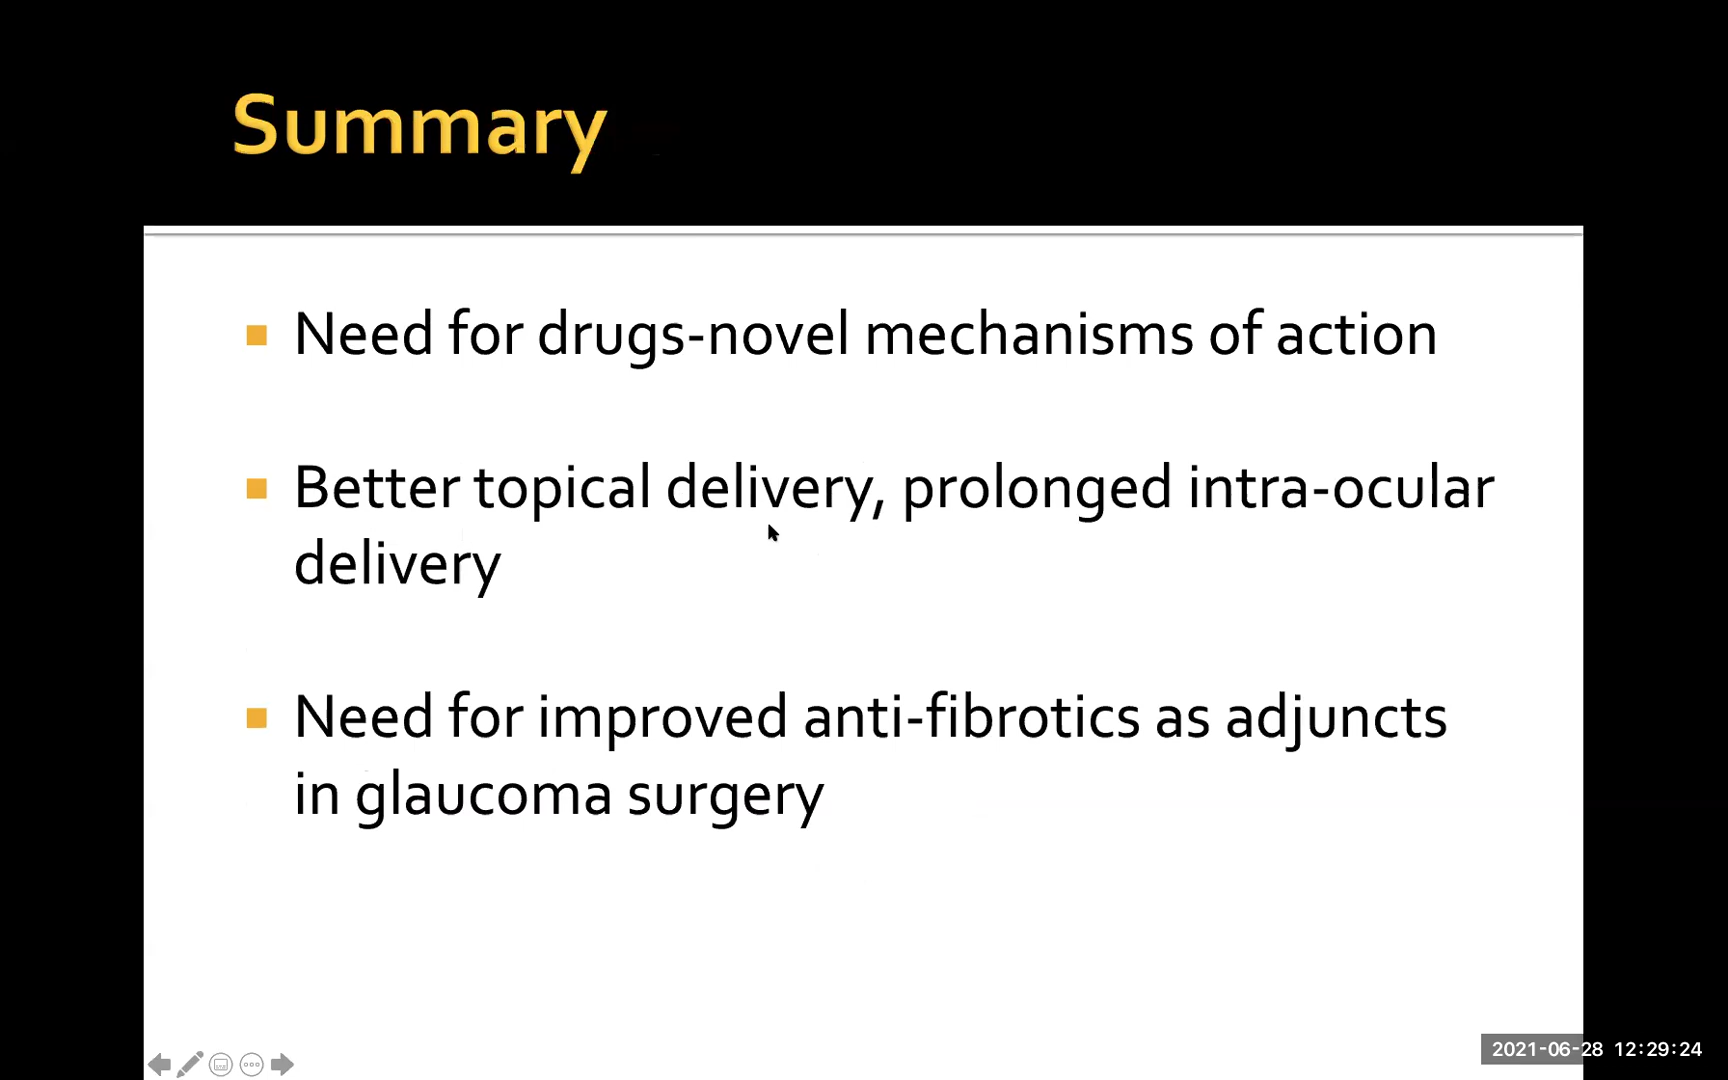 Summary
Need for drugs-novel mechanisms of action
Better topical delivery, prolonged intra-ocular
delivery
Need for improved anti-fibrotics as adjuncts
in glaucoma surgery
2021-06-28 12:29:24